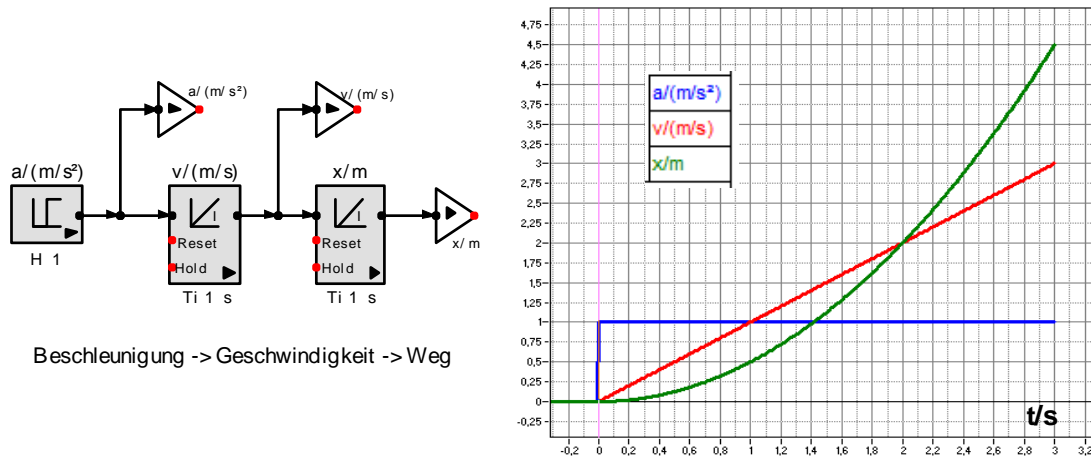 a/(m/s²)
v/(m/s)
a/(m/s²)
v/(m/s)
x/m
Reset
Reset
Hold
Hold
x/m
H 1
Ti 1 s
Ti 1 s
Beschleunigung -> Geschwindigkeit -> Weg
4,75
4,5
4,25
4
3,75
3,5
3,25
3
2,75
2,5
2,25
2
1,75
1,5
1,25
1
0,75
0,5
0,25
0
-0,25
a/(m/s²)
v/(m/s)
x/m
t/s
-0,2 0 0,2 0,4 0,6 0,8 1 1,2 1,4 1,6 1,8 2 2,2 2,4 2,6 2,8 3 3,2